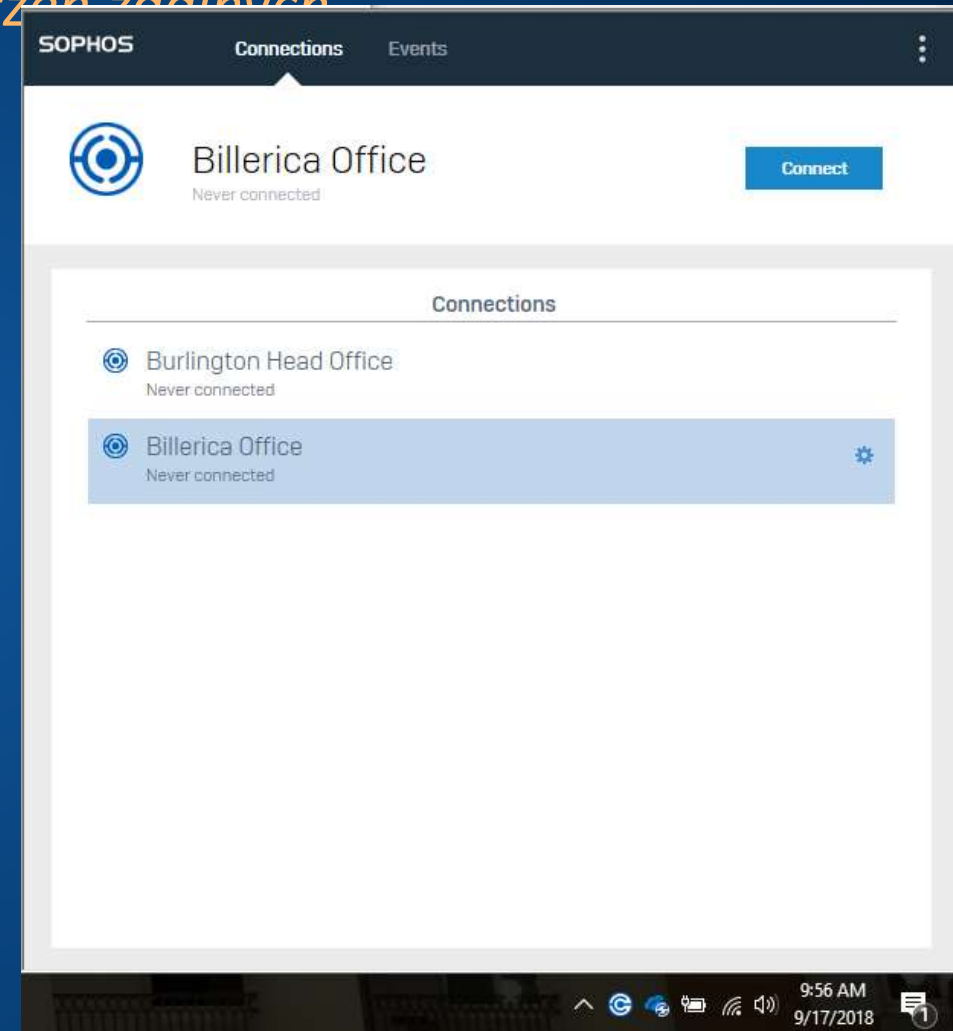 SOPHOS
Connections Events
Billerica Office
Never connected
Connect
Connections
Burlington Head Office
Never connected
Billerica Office
Never connected
9:56 AM
9/17/2018
1